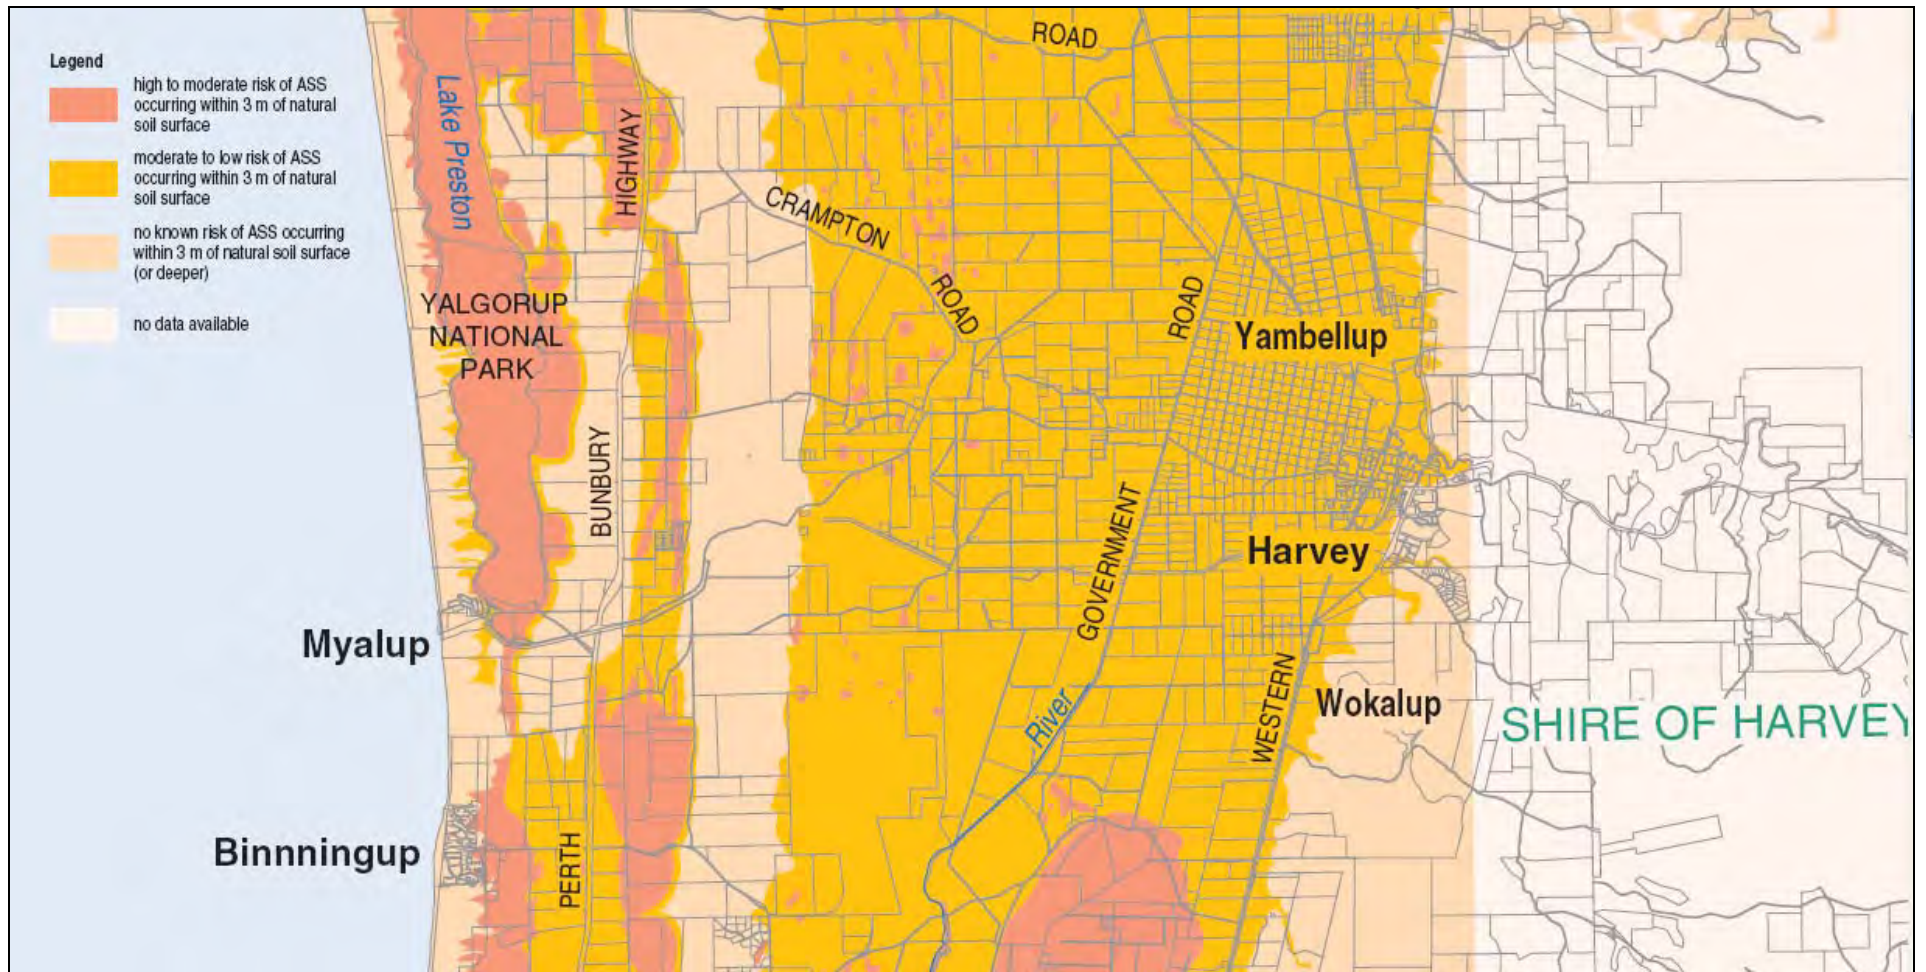 Legend
high to moderate risk of ASS
occurring within 3 m of natural
soil surface
moderate to low risk of ASS
occurring within 3 m of natural
soil surface
no known risk of ASS occurring
within 3 m of natural soil surface
(or deeper)
no data available
Lake Preston
HIGHWAY
ROAD
CRAMPTON
ROAD
ROAD
YALGORUP
NATIONAL
PARK
Yambellup
BUNBURY
GOVERNMENT
Harvey
Myalup
River
WESTERN
Wokalup
SHIRE OF HARVEY
Binnningup
PERTH